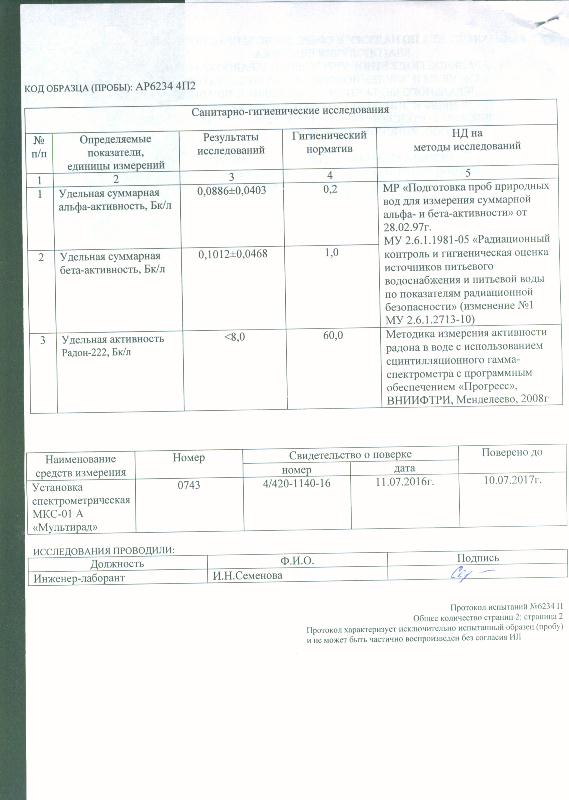 КОД ОБРАЗЦА (ПРОБЫ): АР6234 4П2
Санитарно-гигиенические исследования
№ п/п
Определяемые показатели, единицы измерений
Результаты исследований
Гигиенический норматив
НД на методы исследований
1 2 3 4 5
1
Удельная суммарная
альфа-активность, Бк/л
0,0886±0,0403
0,2
МР «Подготовка проб природных
вод для измерения суммарной
альфа- и бета-активности» от
28.02.97г.
МУ 2.6.1.1981-05 «Радиационный
контроль и гигиеническая оценка
источников питьевого
водоснабжения и питьевой воды
по показателям радиационной
безопасности» (изменение №1
МУ 2.6.1.2713-10)
2
Удельная суммарная
бета-активность, Бк/л
0,1012±0,0468
1,0
3
Удельная активность
Радон-222, Бк/л
<8,0
60,0
Методика измерения активности
радона в воде с использованием
сцинтилляционного гамма-
спектрометра с программным
обеспечением «Прогресс»,
ВНИИФТРИ, Менделеево, 2008г
Наименование
средств измерения
Номер
Свидетельство о поверке
номер
дата
Поверено до
Установка
спектрометрическая
МКС-01 А
«Мультирад»
0743
4/420-1140-16
11.07.2016г.
10.07.2017г.
ИССЛЕДОВАНИЯ ПРОВОДИЛИ:
Должность
Ф.И.О.
Подпись
Инженер-лаборант
И.Н.Семенова
Протокол испытаний №6234 П
Общее количество страниц 2; страница 2
Протокол характеризует исключительно испытанный образец (пробу)
и не может быть частично воспроизведен без согласия ИЛ